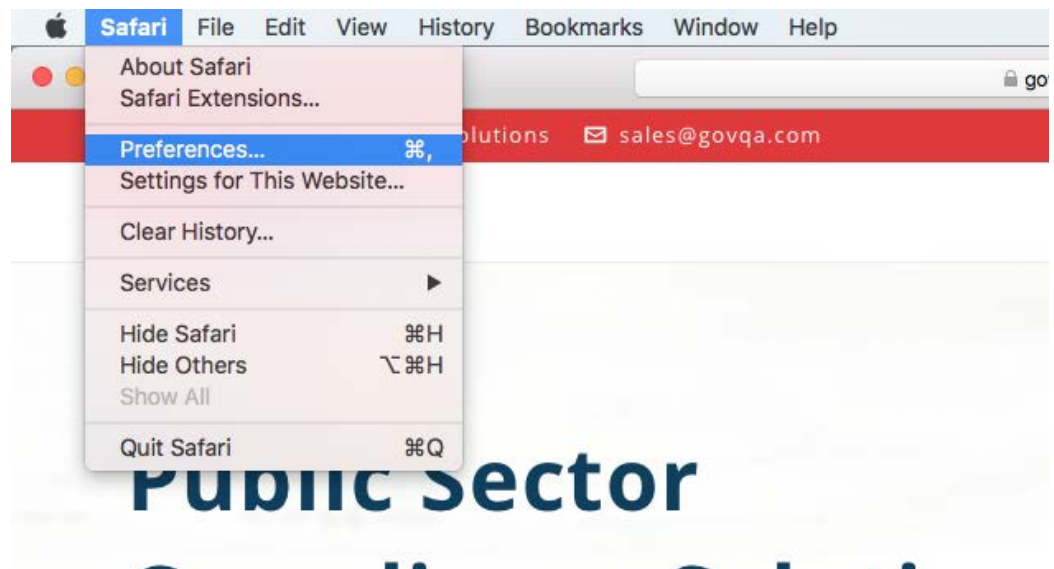 Safari File Edit View History Bookmarks Window Help
About Safari
Safari Extensions...
Preferences... ⌘,
Settings for This Website...
Clear History...
Services ▶
Hide Safari ⌘H
Hide Others ⌥⌘H
Show All
Quit Safari ⌘Q
go
olutions sales@govqa.com
Public Sector